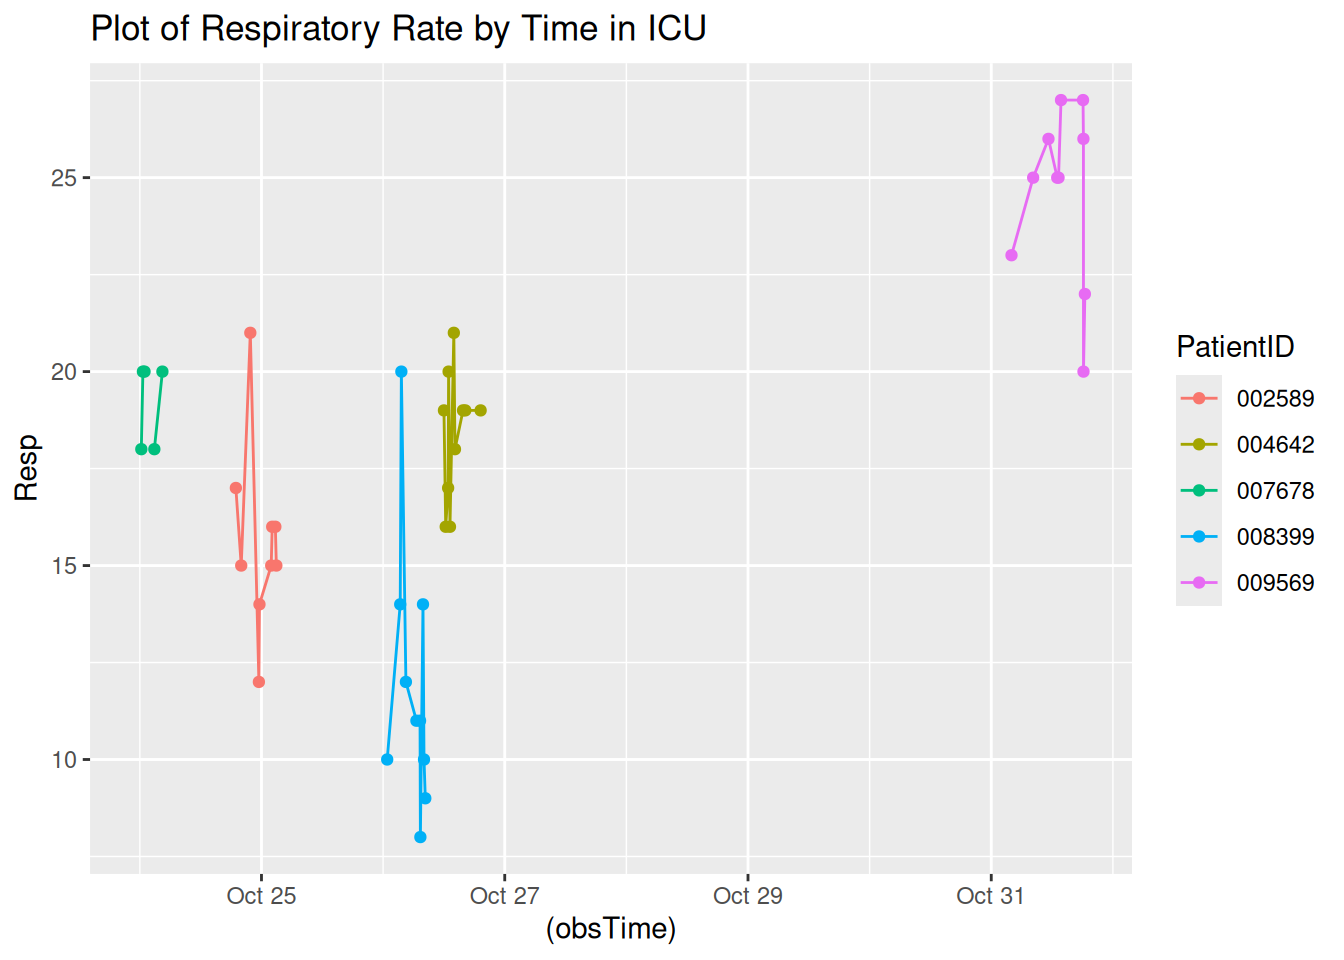 Plot of Respiratory Rate by Time in ICU
25
20
15
10
Resp
Oct 25
Oct 27
Oct 29
Oct 31
(obsTime)
PatientID
002589
004642
007678
008399
009569